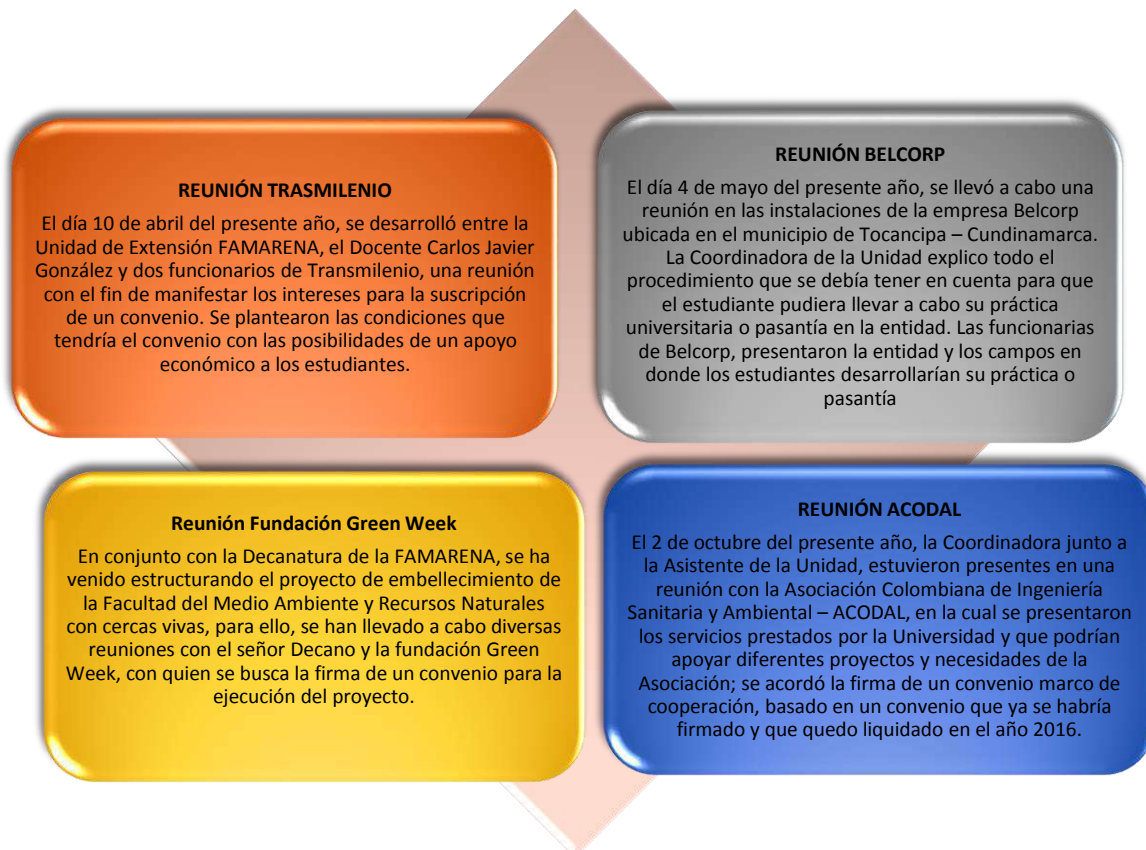 REUNIÓN TRASMILENIO
El día 10 de abril del presente año, se desarrolló entre la
Unidad de Extensión FAMARENA, el Docente Carlos Javier
González y dos funcionarios de Transmilenio, una reunión
con el fin de manifestar los intereses para la suscripción
de un convenio. Se plantearon las condiciones que
tendría el convenio con las posibilidades de un apoyo
económico a los estudiantes.
REUNIÓN BELCORP
El día 4 de mayo del presente año, se llevó a cabo una
reunión en las instalaciones de la empresa Belcorp
ubicada en el municipio de Tocancipa – Cundinamarca.
La Coordinadora de la Unidad explico todo el
procedimiento que se debía tener en cuenta para que
el estudiante pudiera llevar a cabo su práctica
universitaria o pasantía en la entidad. Las funcionarias
de Belcorp, presentaron la entidad y los campos en
donde los estudiantes desarrollarían su práctica o
pasantía
Reunión Fundación Green Week
En conjunto con la Decanatura de la FAMARENA, se ha
venido estructurando el proyecto de embellecimiento de
la Facultad del Medio Ambiente y Recursos Naturales
con cercas vivas, para ello, se han llevado a cabo diversas
reuniones con el señor Decano y la fundación Green
Week, con quien se busca la firma de un convenio para la
ejecución del proyecto.
REUNIÓN ACODAL
El 2 de octubre del presente año, la Coordinadora junto a
la Asistente de la Unidad, estuvieron presentes en una
reunión con la Asociación Colombiana de Ingeniería
Sanitaria y Ambiental – ACODAL, en la cual se presentaron
los servicios prestados por la Universidad y que podrían
apoyar diferentes proyectos y necesidades de la
Asociación; se acordó la firma de un convenio marco de
cooperación, basado en un convenio que ya se habría
firmado y que quedo liquidado en el año 2016.